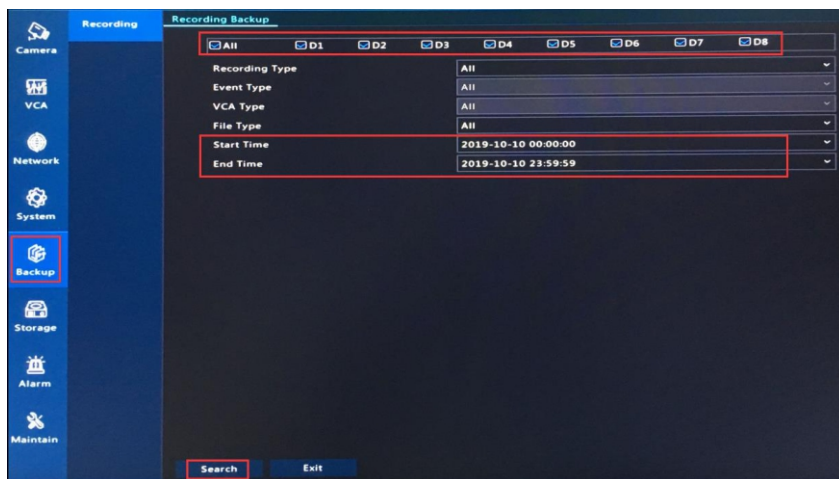 Camera
VCA
Network
System
Backup
Storage
Alarm
Maintain
Recording
Recording Backup
All D1 D2 D3 D4 D5 D6 D7 D8
Recording Type All
Event Type All
VCA Type All
File Type All
Start Time 2019-10-10 00:00:00
End Time 2019-10-10 23:59:59
Search Exit